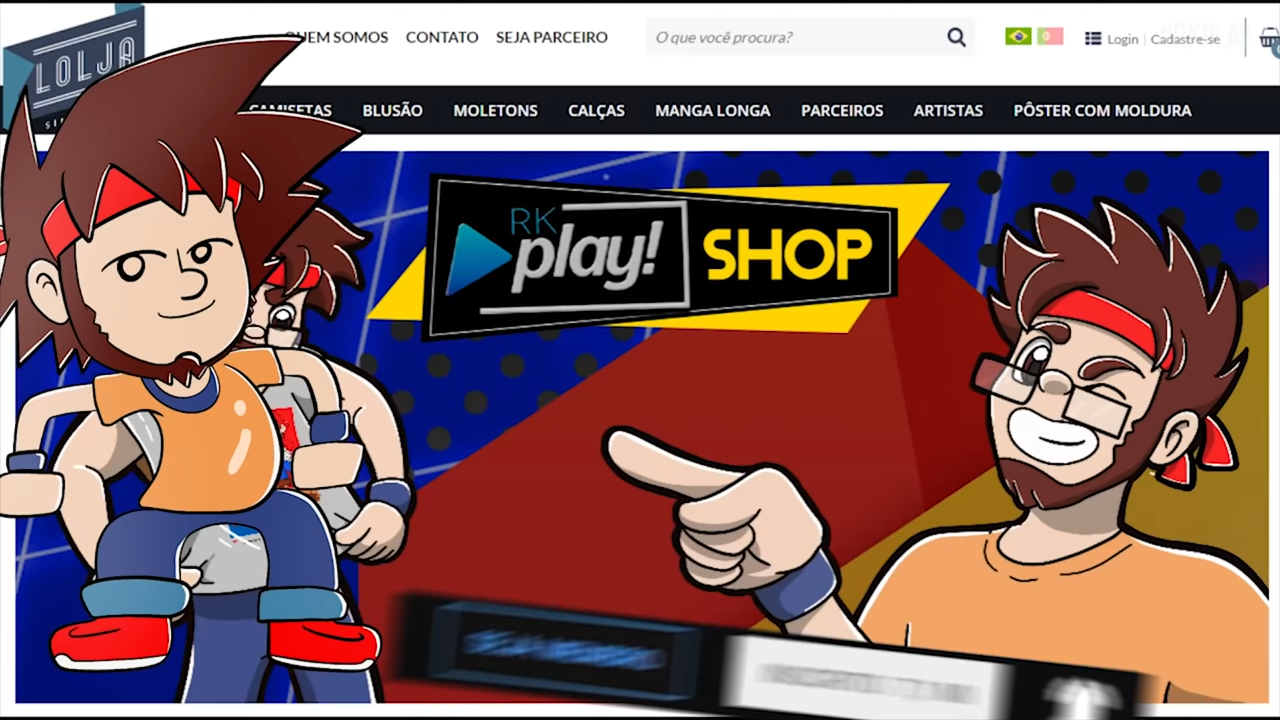 LOLJA
QUEM SOMOS CONTATO SEJA PARCEIRO
O que você procura?
Login | Cadastre-se
CAMISETAS BLUSÃO MOLETONS CALÇAS MANGA LONGA PARCEIROS ARTISTAS PÔSTER COM MOLDURA
RK
play! SHOP